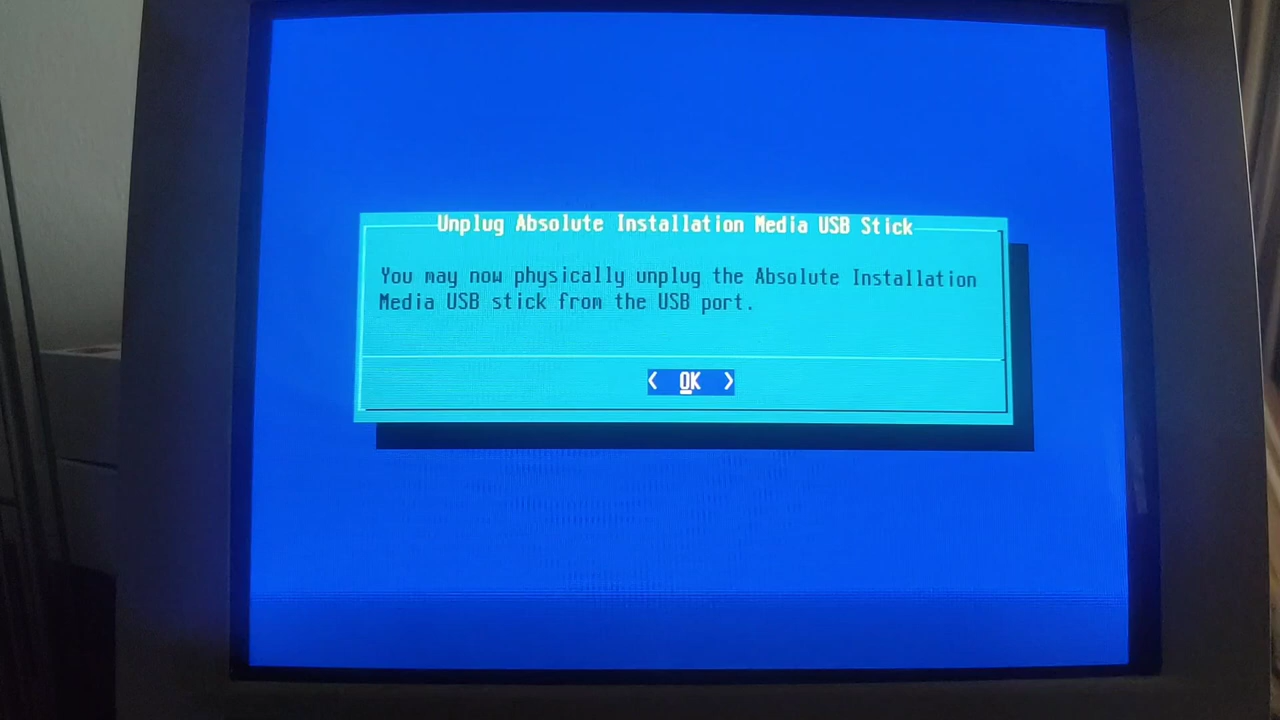 Unplug Absolute Installation Media USB Stick
You may now physically unplug the Absolute Installation
Media USB stick from the USB port.
< OK >